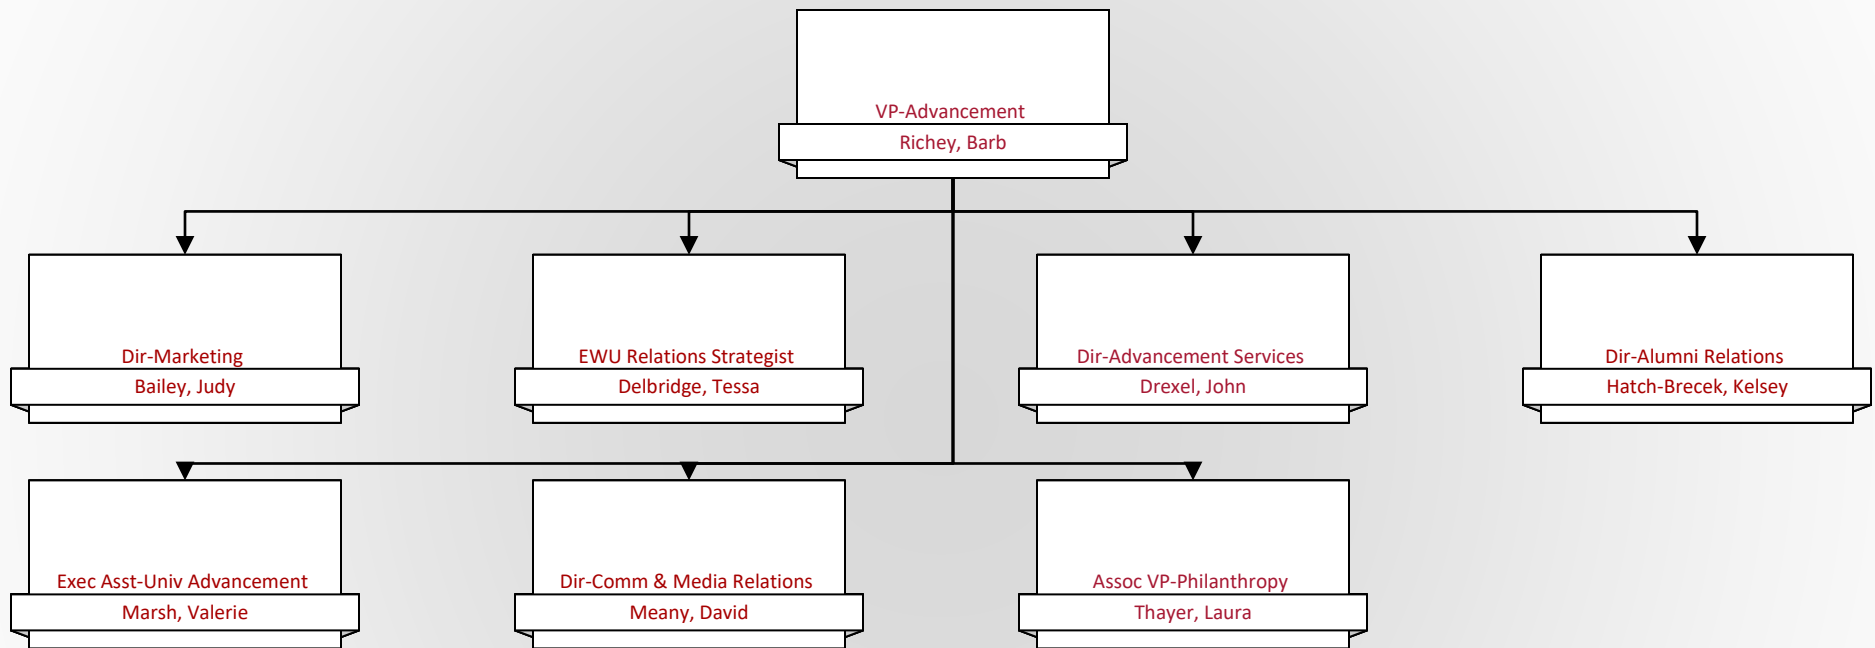 VP-Advancement
Richey, Barb
Dir-Marketing
Bailey, Judy
EWU Relations Strategist
Delbridge, Tessa
Dir-Advancement Services
Drexel, John
Dir-Alumni Relations
Hatch-Brecek, Kelsey
Exec Asst-Univ Advancement
Marsh, Valerie
Dir-Comm & Media Relations
Meany, David
Assoc VP-Philanthropy
Thayer, Laura